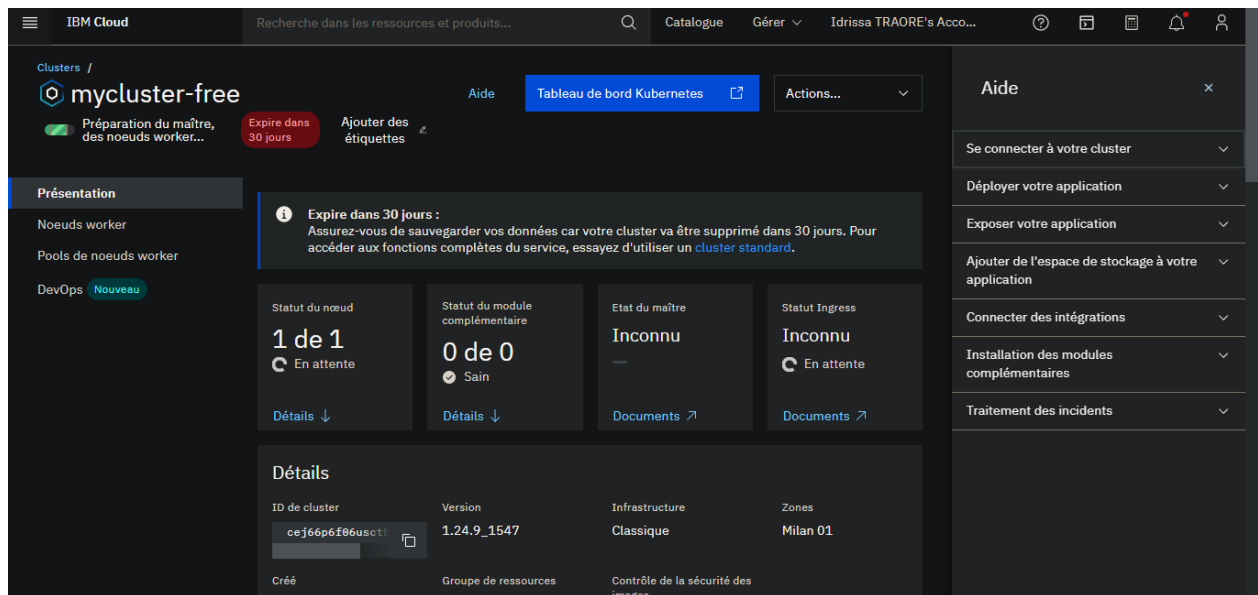 IBM Cloud
Recherche dans les ressources et produits...
Catalogue
Gérer
Idrissa TRAORE's Acco...
Clusters /
mycluster-free
Aide
Tableau de bord Kubernetes
Actions...
Préparation du maître,
des noeuds worker...
Expire dans
30 jours
Ajouter des
étiquettes
Présentation
Noeuds worker
Pools de noeuds worker
DevOps Nouveau
Expire dans 30 jours :
Assurez-vous de sauvegarder vos données car votre cluster va être supprimé dans 30 jours. Pour
accéder aux fonctions complètes du service, essayez d'utiliser un cluster standard.
Statut du nœud
1 de 1
En attente
Détails
Statut du module
complémentaire
0 de 0
Sain
Détails
Etat du maître
Inconnu
Documents
Statut Ingress
Inconnu
En attente
Documents
Détails
ID de cluster
cej66p6f06usctb
Version
1.24.9_1547
Infrastructure
Classique
Zones
Milan 01
Créé
Groupe de ressources
Contrôle de la sécurité des
images
Aide
Se connecter à votre cluster
Déployer votre application
Exposer votre application
Ajouter de l'espace de stockage à votre
application
Connecter des intégrations
Installation des modules
complémentaires
Traitement des incidents